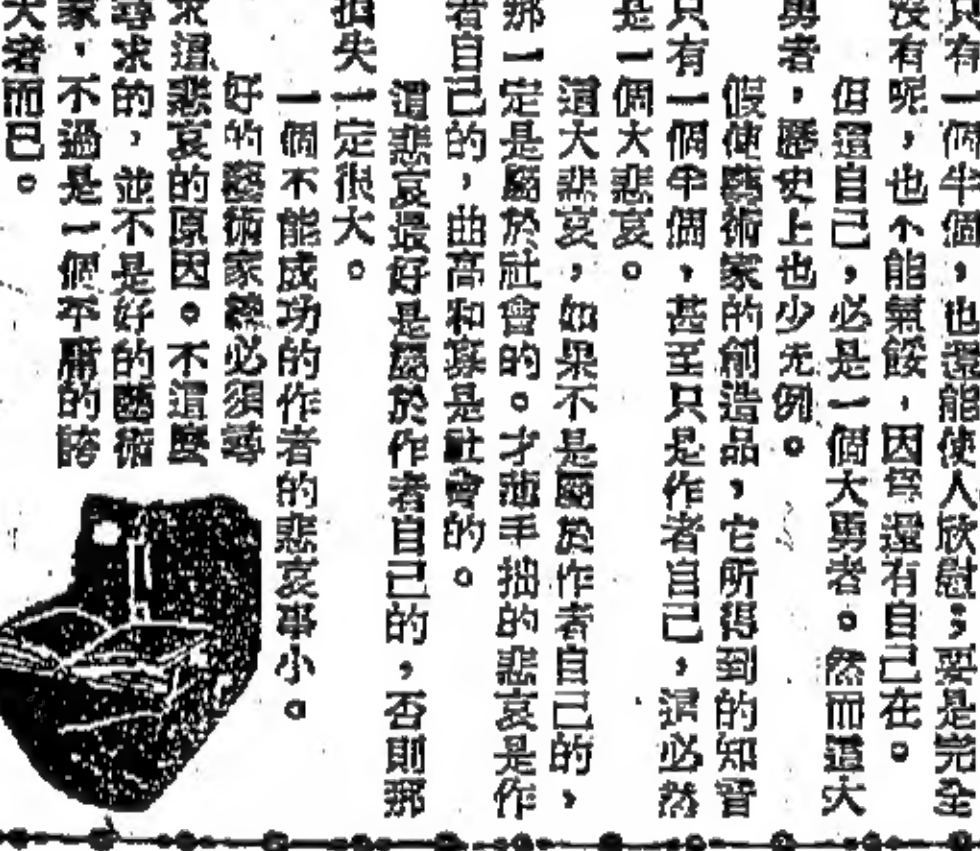 只有一兩半個，也還能使人欣慰；要是完全
沒有呢，也不能氣餒，因爲還有自己在。
但這自己，必是一個大勇者。然而這大
勇者，歷史上也少先例。
假使藝術家的創造品，它所得到的知音
只有一個半個，甚至只是作者自己，這必然
是一個大悲哀。
這大悲哀，如果不是屬於作者自己的，
那一定是屬於社會的。才疏手拙的悲哀是作
者自己的，曲高和寡是社會的。
這悲哀最好是屬於作者自己的，否則那
損失一定很大。
一個不能成功的作者的悲哀事小。
好的藝術家總必須尋
求這悲哀的原因。不這麼
尋求的，並不是好的藝術
家，不過是一個平庸的誇
大者而已。